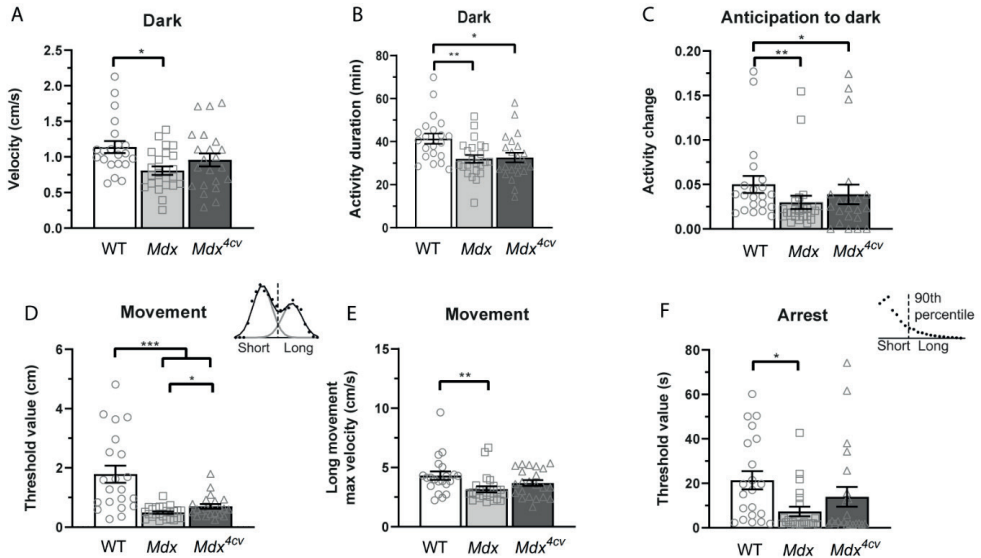 A
Dark
Velocity (cm/s)
2.5
2.0
1.5
1.0
0.5
0.0
*
WT Mdx Mdx4cv
B
Dark
Activity duration (min)
80
60
40
20
0
*
**
WT Mdx Mdx4cv
C
Anticipation to dark
Activity change
0.20
0.15
0.10
0.05
0.00
*
**
WT Mdx Mdx4cv
D
Movement
Short Long
Threshold value (cm)
6
4
2
0
***
*
WT Mdx Mdx4cv
E
Movement
Long movement
max velocity (cm/s)
15
10
5
0
**
WT Mdx Mdx4cv
F
Arrest
90th
percentile
Short Long
Threshold value (s)
80
60
40
20
0
*
WT Mdx Mdx4cv